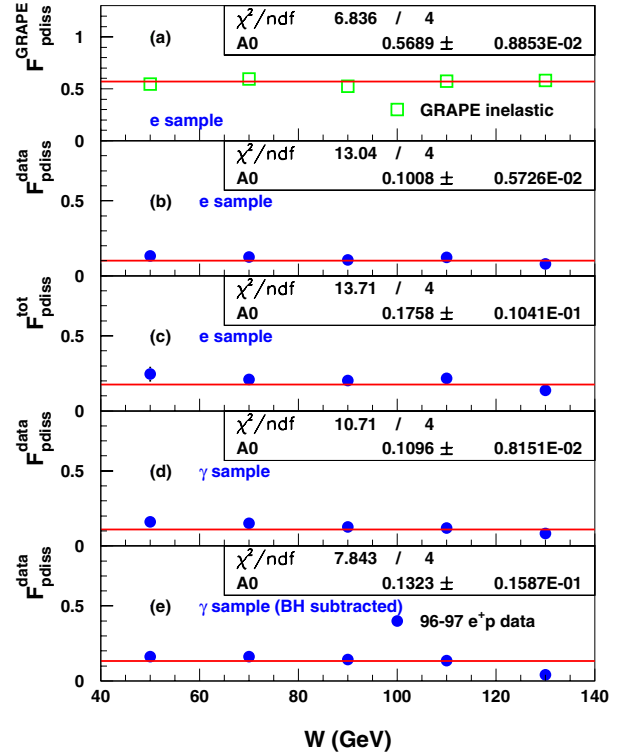 F pdiss GRAPE
1
0.5
0
(a)
χ²/ndf 6.836 / 4
A0 0.5689 ± 0.8853E-02
GRAPE inelastic
e sample
F pdiss data
0.5
0
χ²/ndf 13.04 / 4
A0 0.1008 ± 0.5726E-02
(b) e sample
F pdiss tot
0.5
0
χ²/ndf 13.71 / 4
A0 0.1758 ± 0.1041E-01
(c) e sample
F pdiss data
0.5
0
χ²/ndf 10.71 / 4
A0 0.1096 ± 0.8151E-02
(d) γ sample
F pdiss data
0.5
0
χ²/ndf 7.843 / 4
A0 0.1323 ± 0.1587E-01
(e) γ sample (BH subtracted)
96-97 e⁺p data
40 60 80 100 120 140
W (GeV)